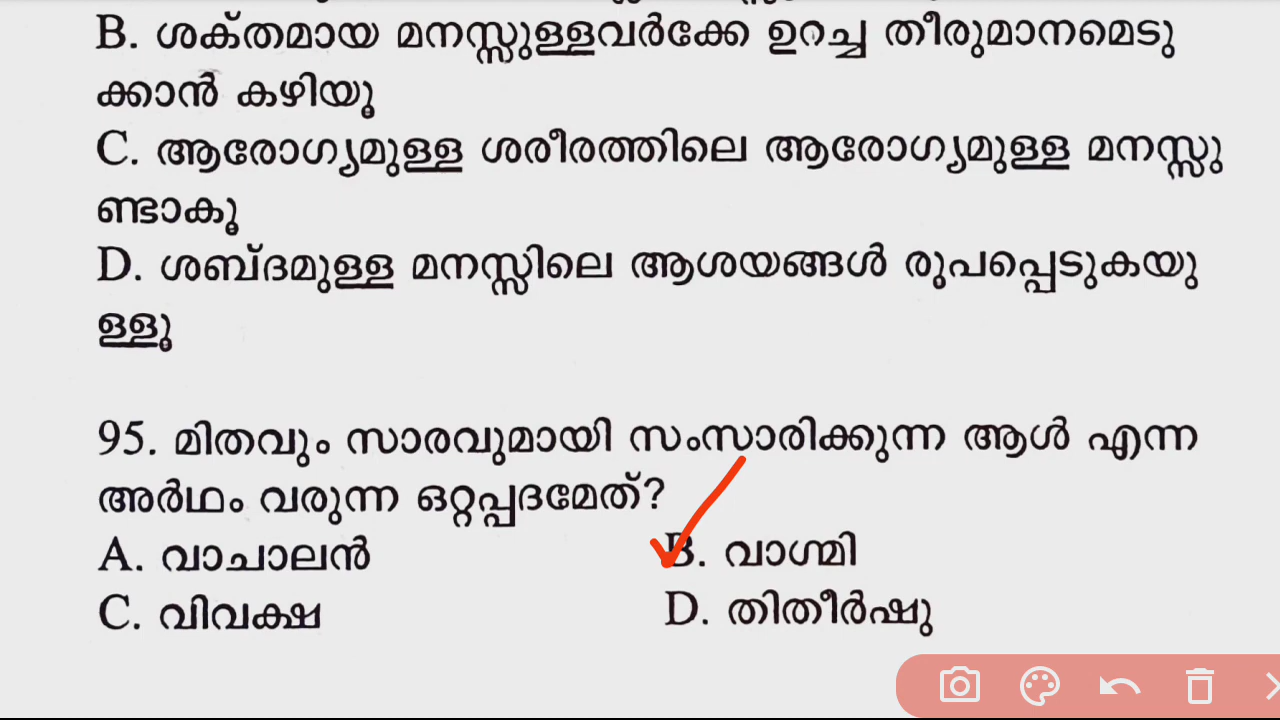 B. ശക്തമായ മനസ്സുള്ളവർക്കേ ഉറച്ച തീരുമാനമെടു
ക്കാൻ കഴിയൂ
C. ആരോഗ്യമുള്ള ശരീരത്തിലെ ആരോഗ്യമുള്ള മനസ്സു
ണ്ടാകൂ
D. ശബ്ദമുള്ള മനസ്സിലെ ആശയങ്ങൾ രൂപപ്പെടുകയു
ള്ളൂ
95. മിതവും സാരവുമായി സംസാരിക്കുന്ന ആൾ എന്ന
അർഥം വരുന്ന ഒറ്റപ്പദമേത്?
A. വാചാലൻ B. വാഗ്മി
C. വിവക്ഷ D. തിതീർഷു